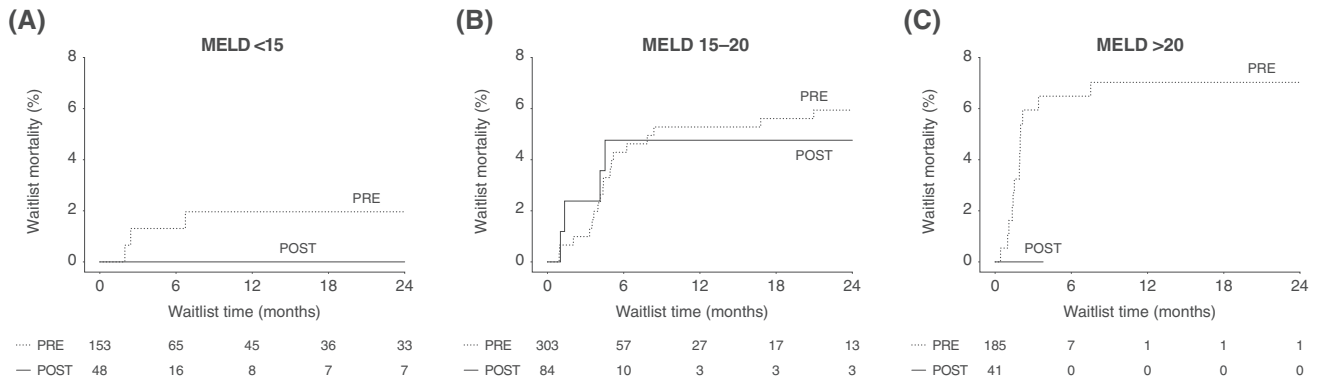 (A)
MELD <15
Waitlist mortality (%)
8
6
4
2
0
PRE
POST
0 6 12 18 24
Waitlist time (months)
PRE 153 65 45 36 33
POST 48 16 8 7 7
(B)
MELD 15–20
Waitlist mortality (%)
8
6
4
2
0
PRE
POST
0 6 12 18 24
Waitlist time (months)
PRE 303 57 27 17 13
POST 84 10 3 3 3
(C)
MELD >20
Waitlist mortality (%)
8
6
4
2
0
PRE
POST
0 6 12 18 24
Waitlist time (months)
PRE 185 7 1 1 1
POST 41 0 0 0 0